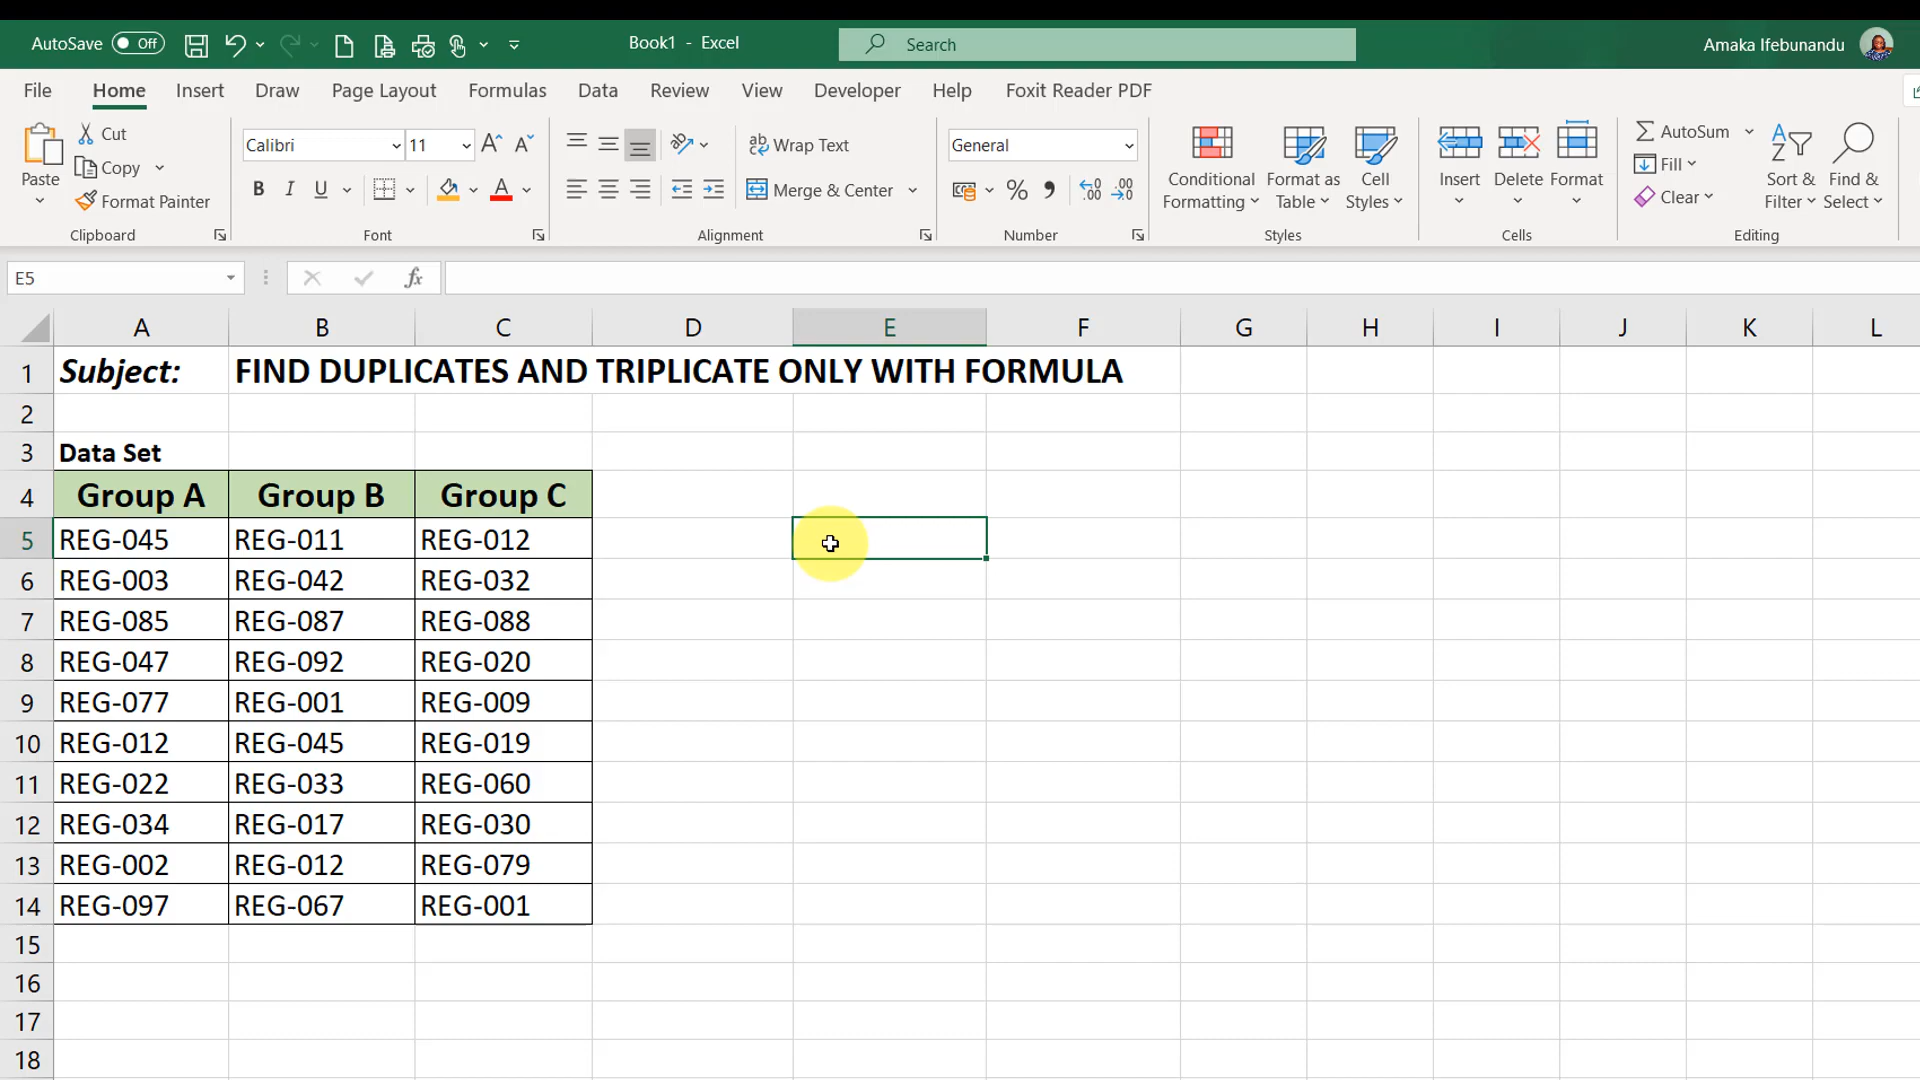 AutoSave Off Book1 - Excel Search Amaka Ifebunandu
File Home Insert Draw Page Layout Formulas Data Review View Developer Help Foxit Reader PDF
Paste Cut Copy Format Painter Clipboard
Calibri 11 B I U A Font
Wrap Text Merge & Center Alignment
General % Number
Conditional Formatting Format as Table Cell Styles Styles
Insert Delete Format Cells
AutoSum Fill Clear Sort & Filter Find & Select Editing
E5 fx
A B C D E F G H I J K L
1 Subject: FIND DUPLICATES AND TRIPLICATE ONLY WITH FORMULA
2
3 Data Set
4 Group A Group B Group C
5 REG-045 REG-011 REG-012
6 REG-003 REG-042 REG-032
7 REG-085 REG-087 REG-088
8 REG-047 REG-092 REG-020
9 REG-077 REG-001 REG-009
10 REG-012 REG-045 REG-019
11 REG-022 REG-033 REG-060
12 REG-034 REG-017 REG-030
13 REG-002 REG-012 REG-079
14 REG-097 REG-067 REG-001
15
16
17
18